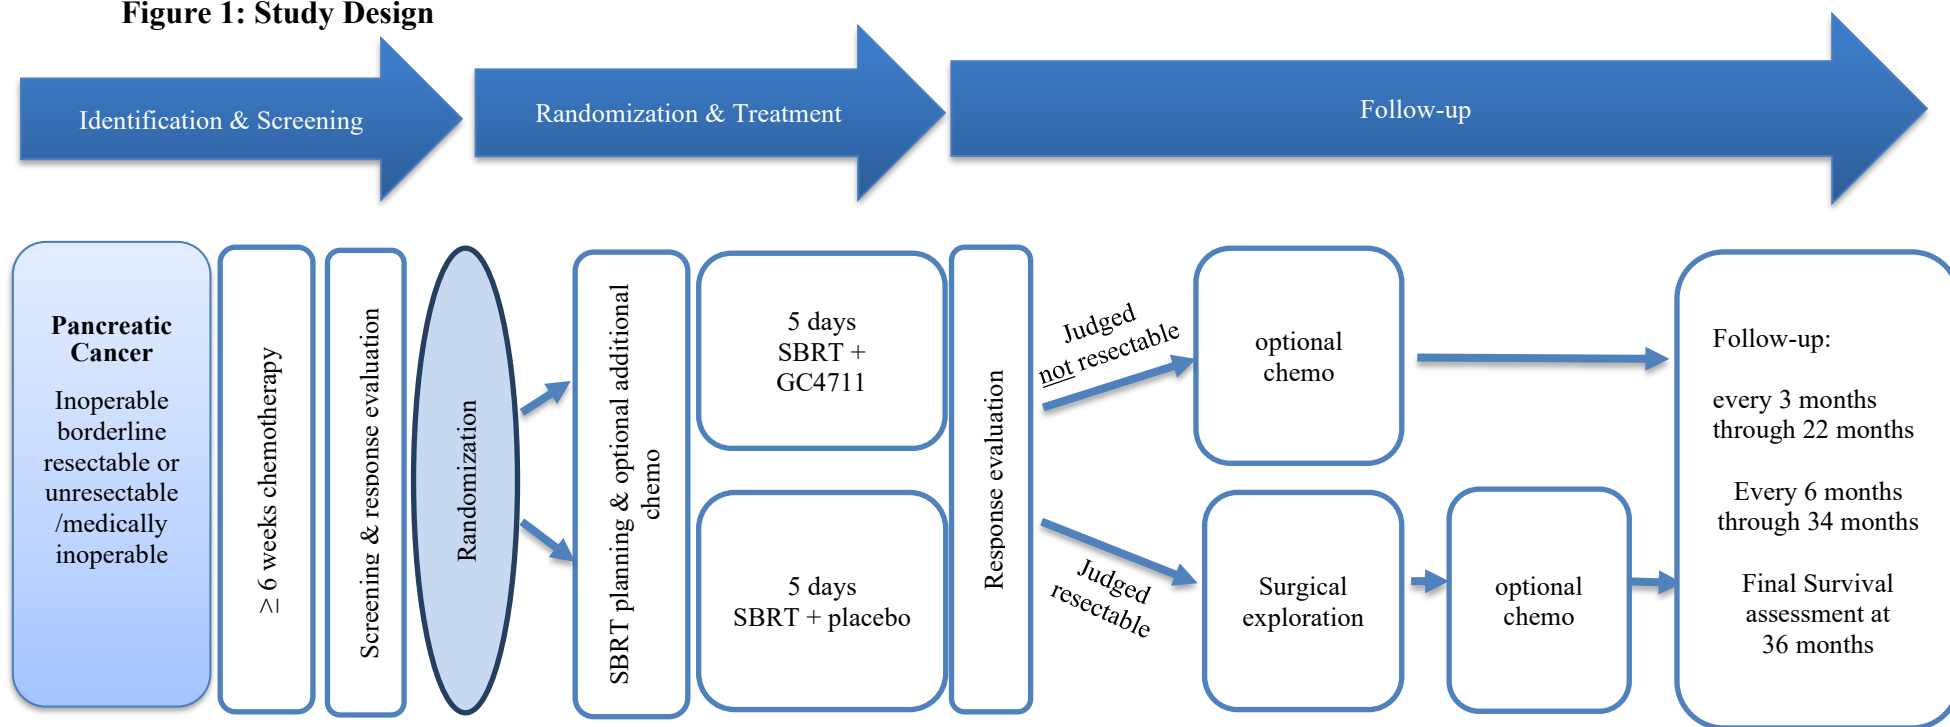 Figure 1: Study Design
Identification & Screening
Randomization & Treatment
Follow-up
Pancreatic
Cancer
Inoperable
borderline
resectable or
unresectable
/medically
inoperable
≥ 6 weeks chemotherapy
Screening & response evaluation
Randomization
SBRT planning & optional additional
chemo
5 days
SBRT +
GC4711
5 days
SBRT + placebo
Response evaluation
Judged
not resectable
Judged
resectable
optional
chemo
Surgical
exploration
optional
chemo
Follow-up:
every 3 months
through 22 months
Every 6 months
through 34 months
Final Survival
assessment at
36 months